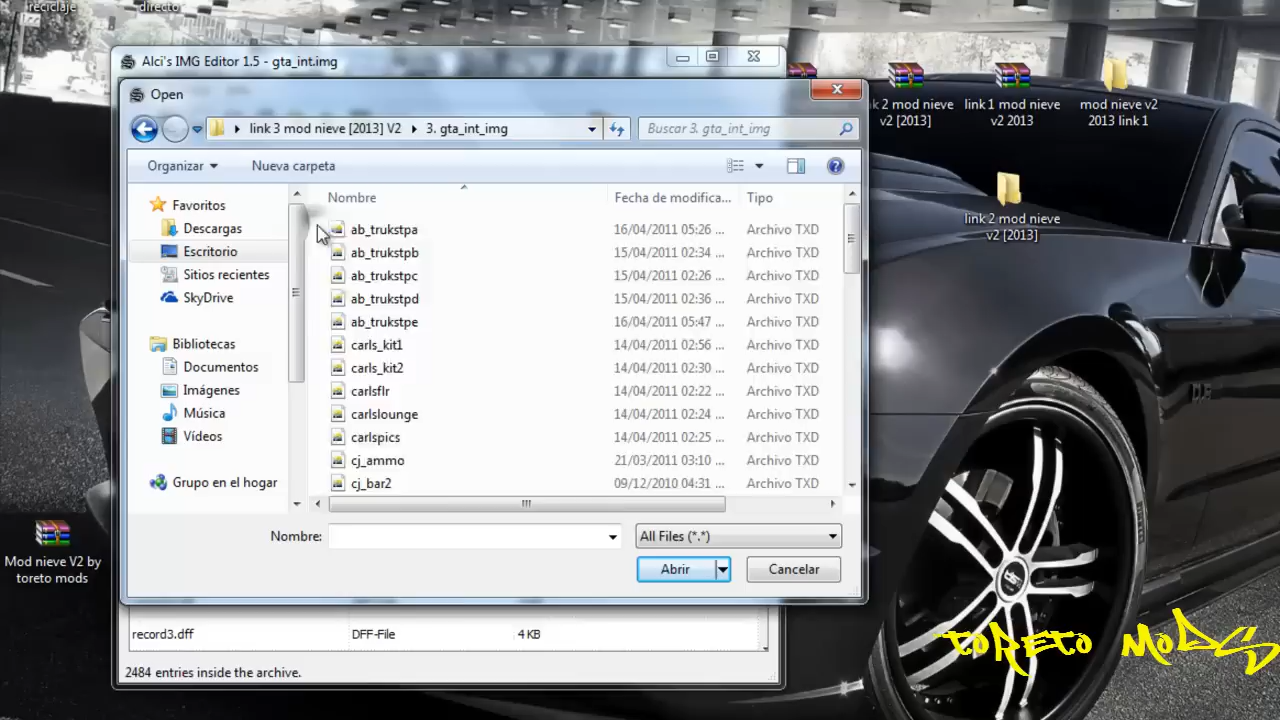 reciclaje
directo
Alci's IMG Editor 1.5 - gta_int.img
Open
link 3 mod nieve [2013] V2
3. gta_int_img
Buscar 3. gta_int_img
Organizar
Nueva carpeta
Favoritos
Descargas
Escritorio
Sitios recientes
SkyDrive
Bibliotecas
Documentos
Imágenes
Música
Vídeos
Grupo en el hogar
Nombre
Fecha de modifica...
Tipo
ab_trukstpa
16/04/2011 05:26 ...
Archivo TXD
ab_trukstpb
15/04/2011 02:34 ...
Archivo TXD
ab_trukstpc
15/04/2011 02:26 ...
Archivo TXD
ab_trukstpd
15/04/2011 02:36 ...
Archivo TXD
ab_trukstpe
16/04/2011 05:47 ...
Archivo TXD
carls_kit1
14/04/2011 02:56 ...
Archivo TXD
carls_kit2
14/04/2011 02:30 ...
Archivo TXD
carlsflr
14/04/2011 02:22 ...
Archivo TXD
carlslounge
14/04/2011 02:24 ...
Archivo TXD
carlspics
14/04/2011 02:25 ...
Archivo TXD
cj_ammo
21/03/2011 03:10 ...
Archivo TXD
cj_bar2
09/12/2010 04:31 ...
Archivo TXD
Nombre:
All Files (*.*)
Abrir
Cancelar
record3.dff
DFF-File
4 KB
2484 entries inside the archive.
k 2 mod nieve
v2 [2013]
link 1 mod nieve
v2 2013
mod nieve v2
2013 link 1
link 2 mod nieve
v2 [2013]
Mod nieve V2 by
toreto mods
toreto mods